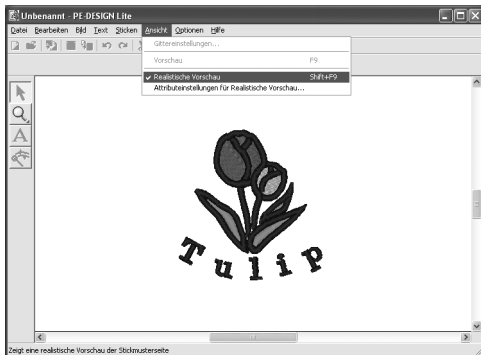 Unbenannt - PE-DESIGN Lite
Datei Bearbeiten Bild Text Sticken Ansicht Optionen Hilfe
Gittereinstellungen...
Vorschau F9
Realistische Vorschau Shift+F9
Attributeinstellungen für Realistische Vorschau...
A
Tulip
Zeigt eine realistische Vorschau der Stickmusterseite